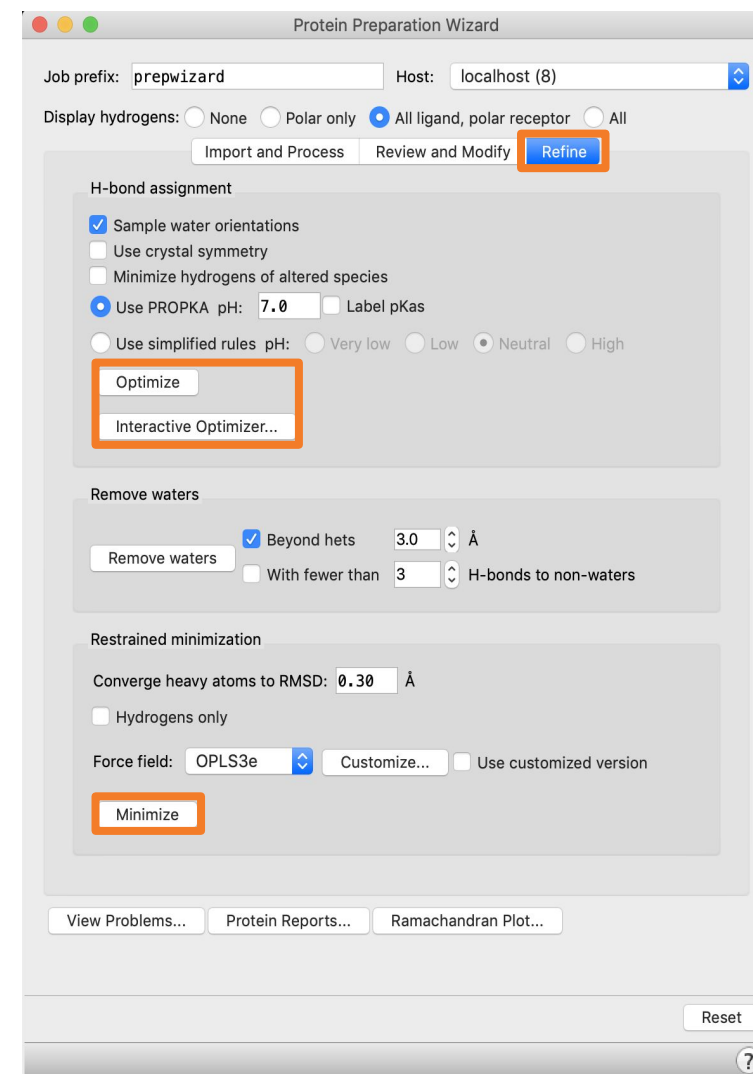 Protein Preparation Wizard
Job prefix: prepwizard Host: localhost (8)
Display hydrogens: None Polar only All ligand, polar receptor All
Import and Process Review and Modify Refine
H-bond assignment
Sample water orientations
Use crystal symmetry
Minimize hydrogens of altered species
Use PROPKA pH: 7.0 Label pKas
Use simplified rules pH: Very low Low Neutral High
Optimize
Interactive Optimizer...
Remove waters
Beyond hets 3.0 Å
Remove waters
With fewer than 3 H-bonds to non-waters
Restrained minimization
Converge heavy atoms to RMSD: 0.30 Å
Hydrogens only
Force field: OPLS3e Customize... Use customized version
Minimize
View Problems... Protein Reports... Ramachandran Plot...
Reset
?